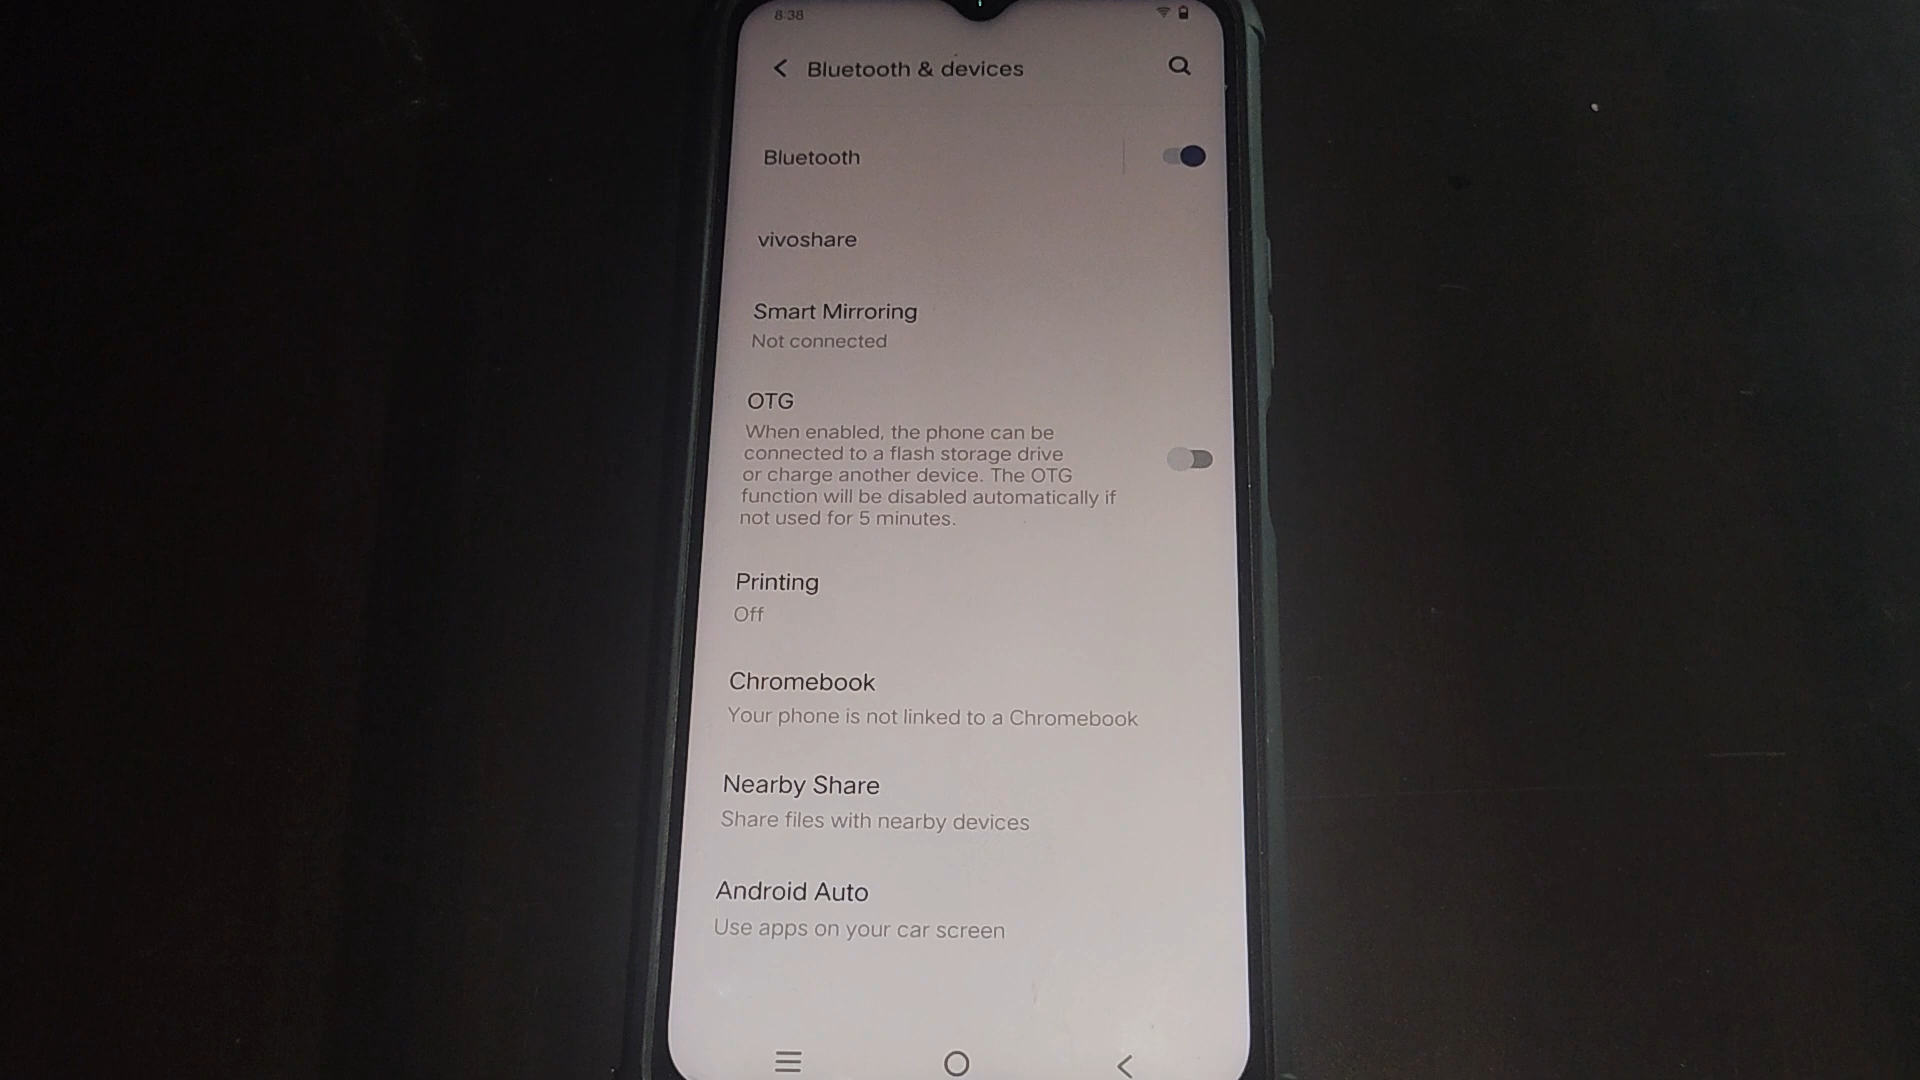 8:38
Bluetooth & devices
Bluetooth
vivoshare
Smart Mirroring
Not connected
OTG
When enabled, the phone can be
connected to a flash storage drive
or charge another device. The OTG
function will be disabled automatically if
not used for 5 minutes.
Printing
Off
Chromebook
Your phone is not linked to a Chromebook
Nearby Share
Share files with nearby devices
Android Auto
Use apps on your car screen